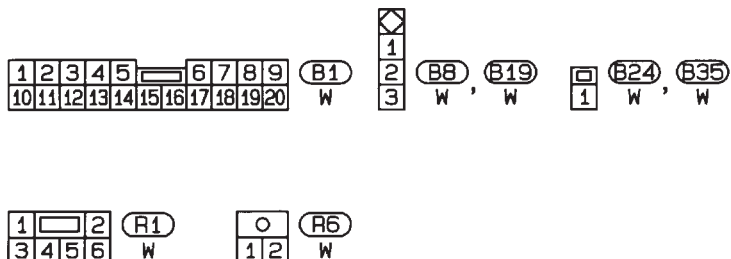 1 2 3 4 5 6 7 8 9 B1
10 11 12 13 14 15 16 17 18 19 20 W
1
2 B8 , B19
3 W W
B24 , B35
1 W W
1 2 R1
3 4 5 6 W
R6
1 2 W